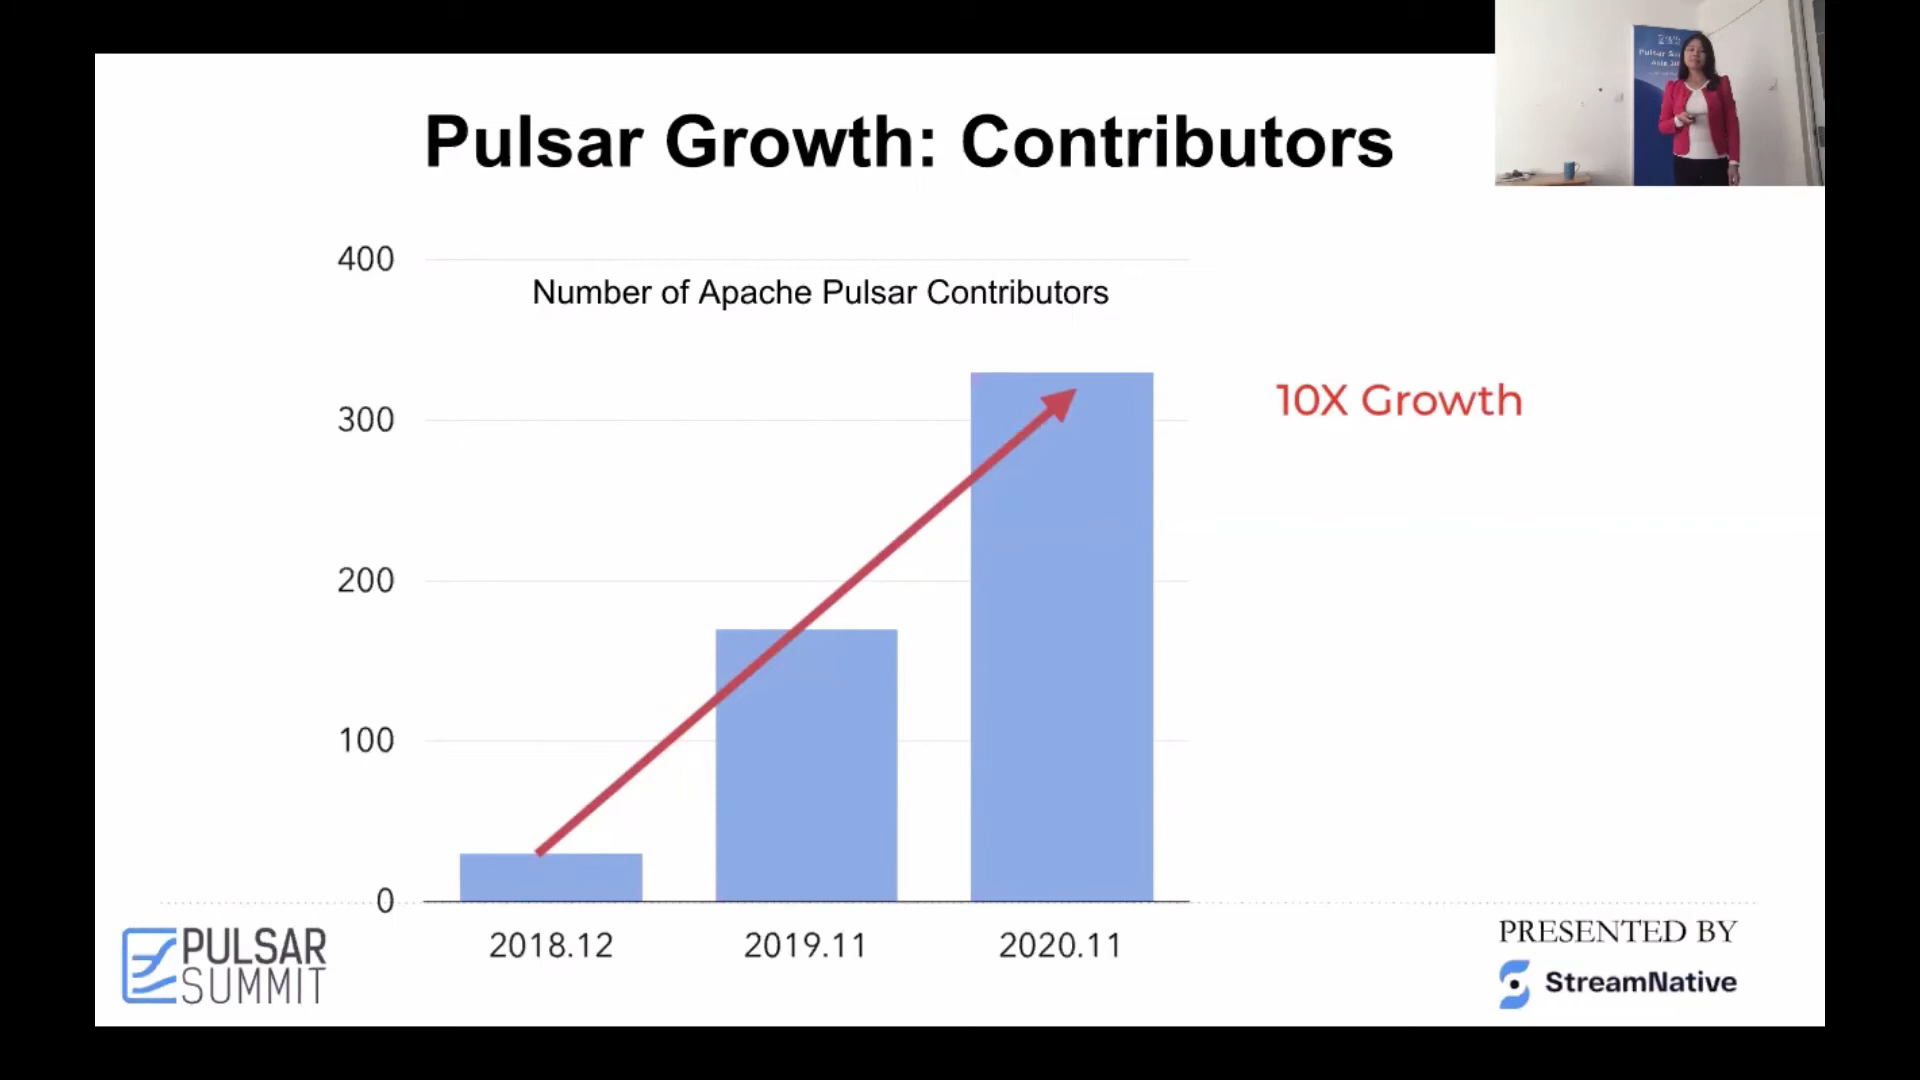 Pulsar Growth: Contributors
400
Number of Apache Pulsar Contributors
300
10X Growth
200
100
0
2018.12
2019.11
2020.11
PULSAR
SUMMIT
PRESENTED BY
StreamNative